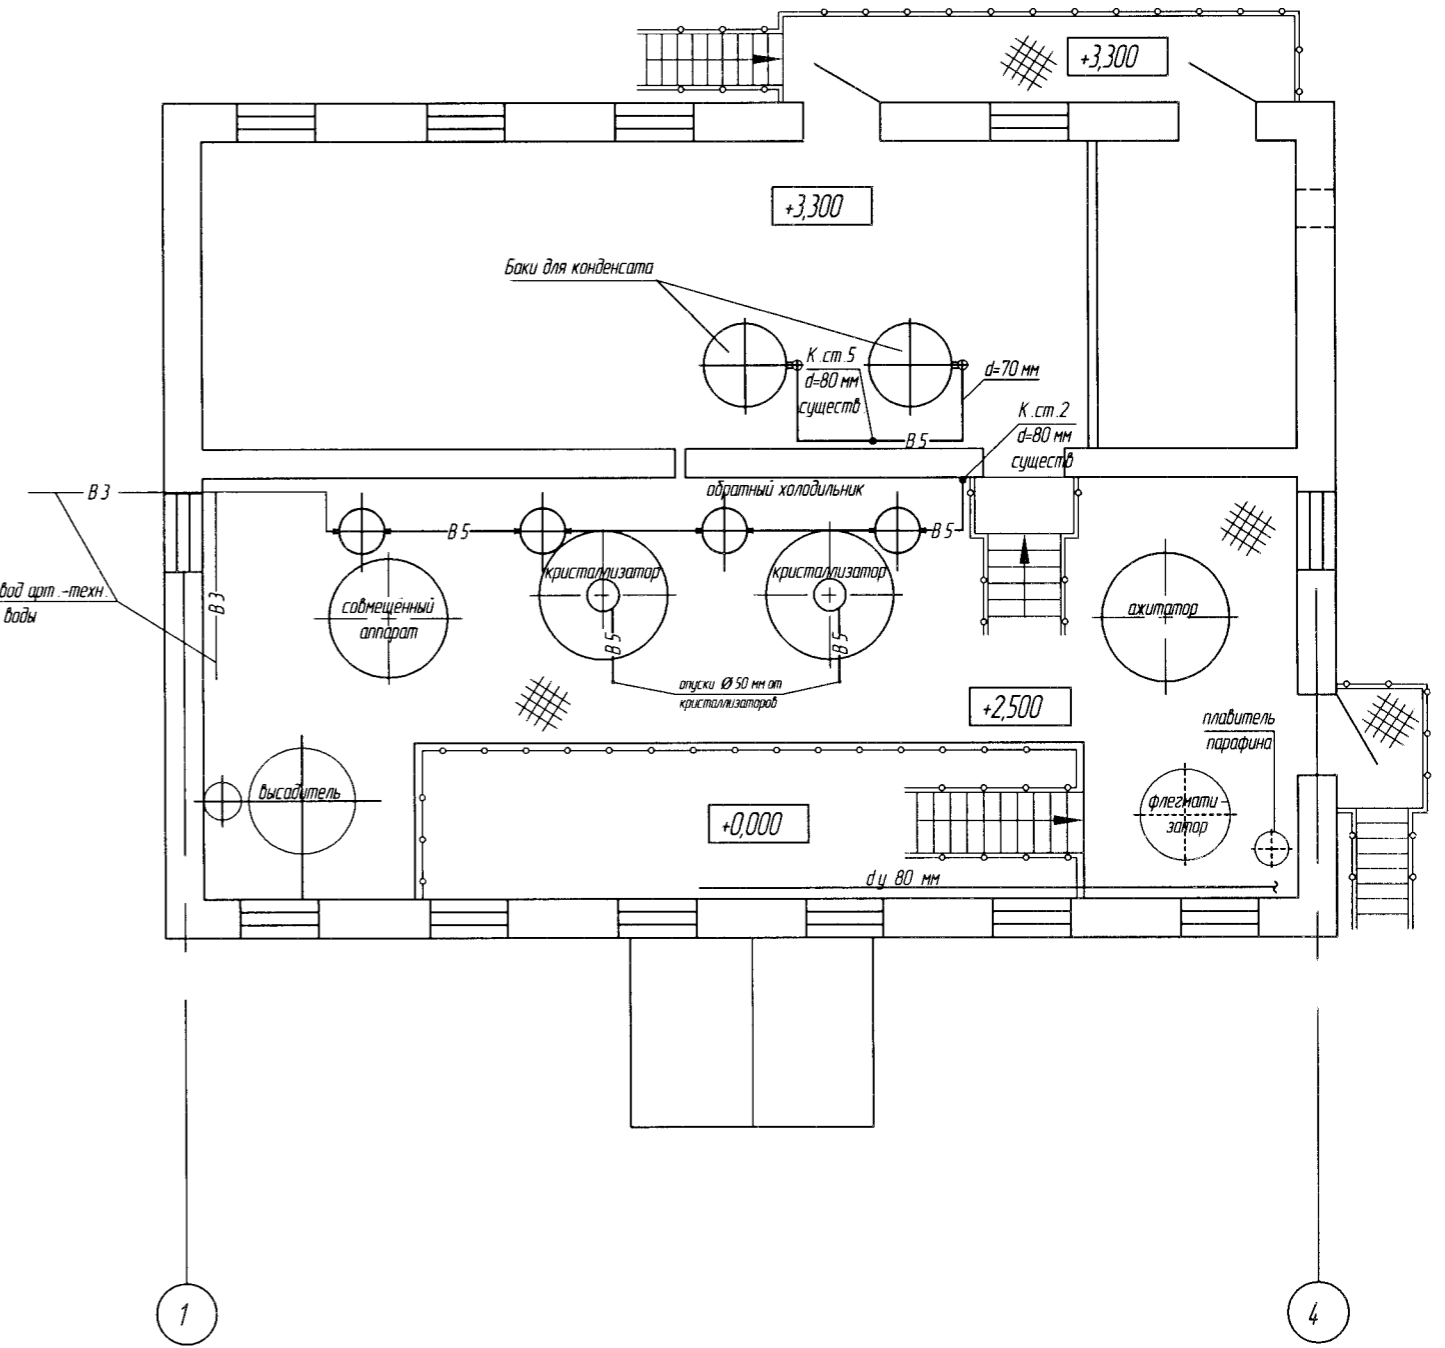 +3,300
+3,300
Баки для конденсата
К.ст.5
d=80 мм
существ
d=70 мм
К.ст.2
d=80 мм
существ
В 5
В 3
обратный холодильник
В 5
В 5
кристаллизатор
кристаллизатор
вод арт.-техн.
воды
В 3
совмещенный
аппарат
ажитатор
В 5
В 5
опуски Ø 50 мм от
кристаллизаторов
+2,500
плавитель
парафина
высадитель
флегмати-
затор
+0,000
dу 80 мм
1
4